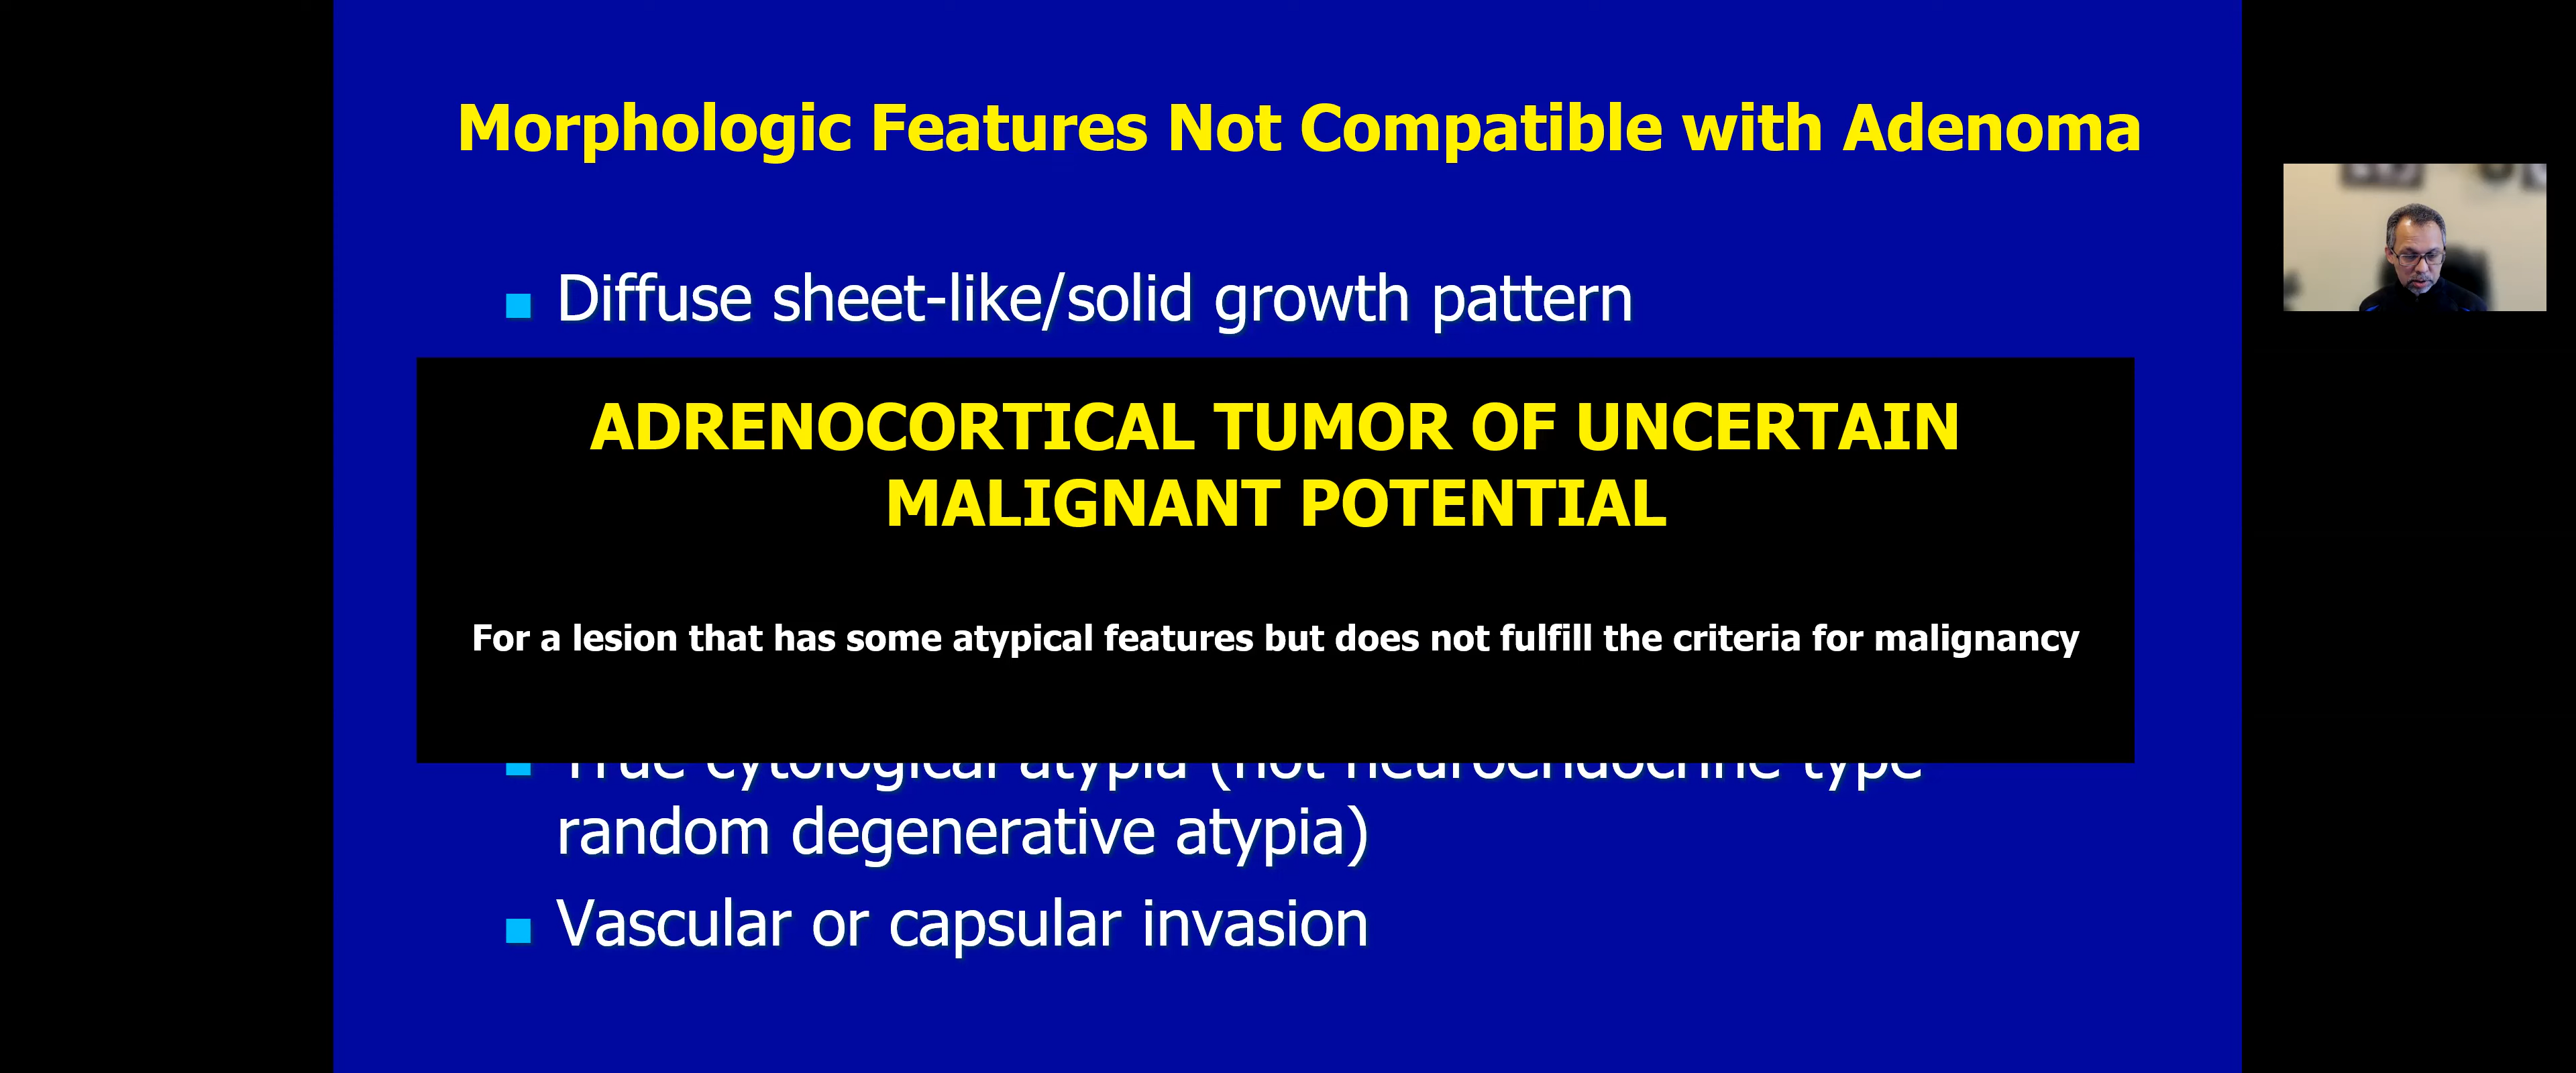 Morphologic Features Not Compatible with Adenoma
Diffuse sheet-like/solid growth pattern
ADRENOCORTICAL TUMOR OF UNCERTAIN
MALIGNANT POTENTIAL
For a lesion that has some atypical features but does not fulfill the criteria for malignancy
True cytological atypia (not neuroendocrine type
random degenerative atypia)
Vascular or capsular invasion